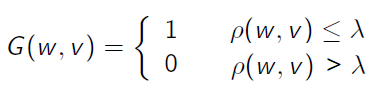 G(w, v) = { 1 ρ(w, v) ≤ λ
0 ρ(w, v) > λ